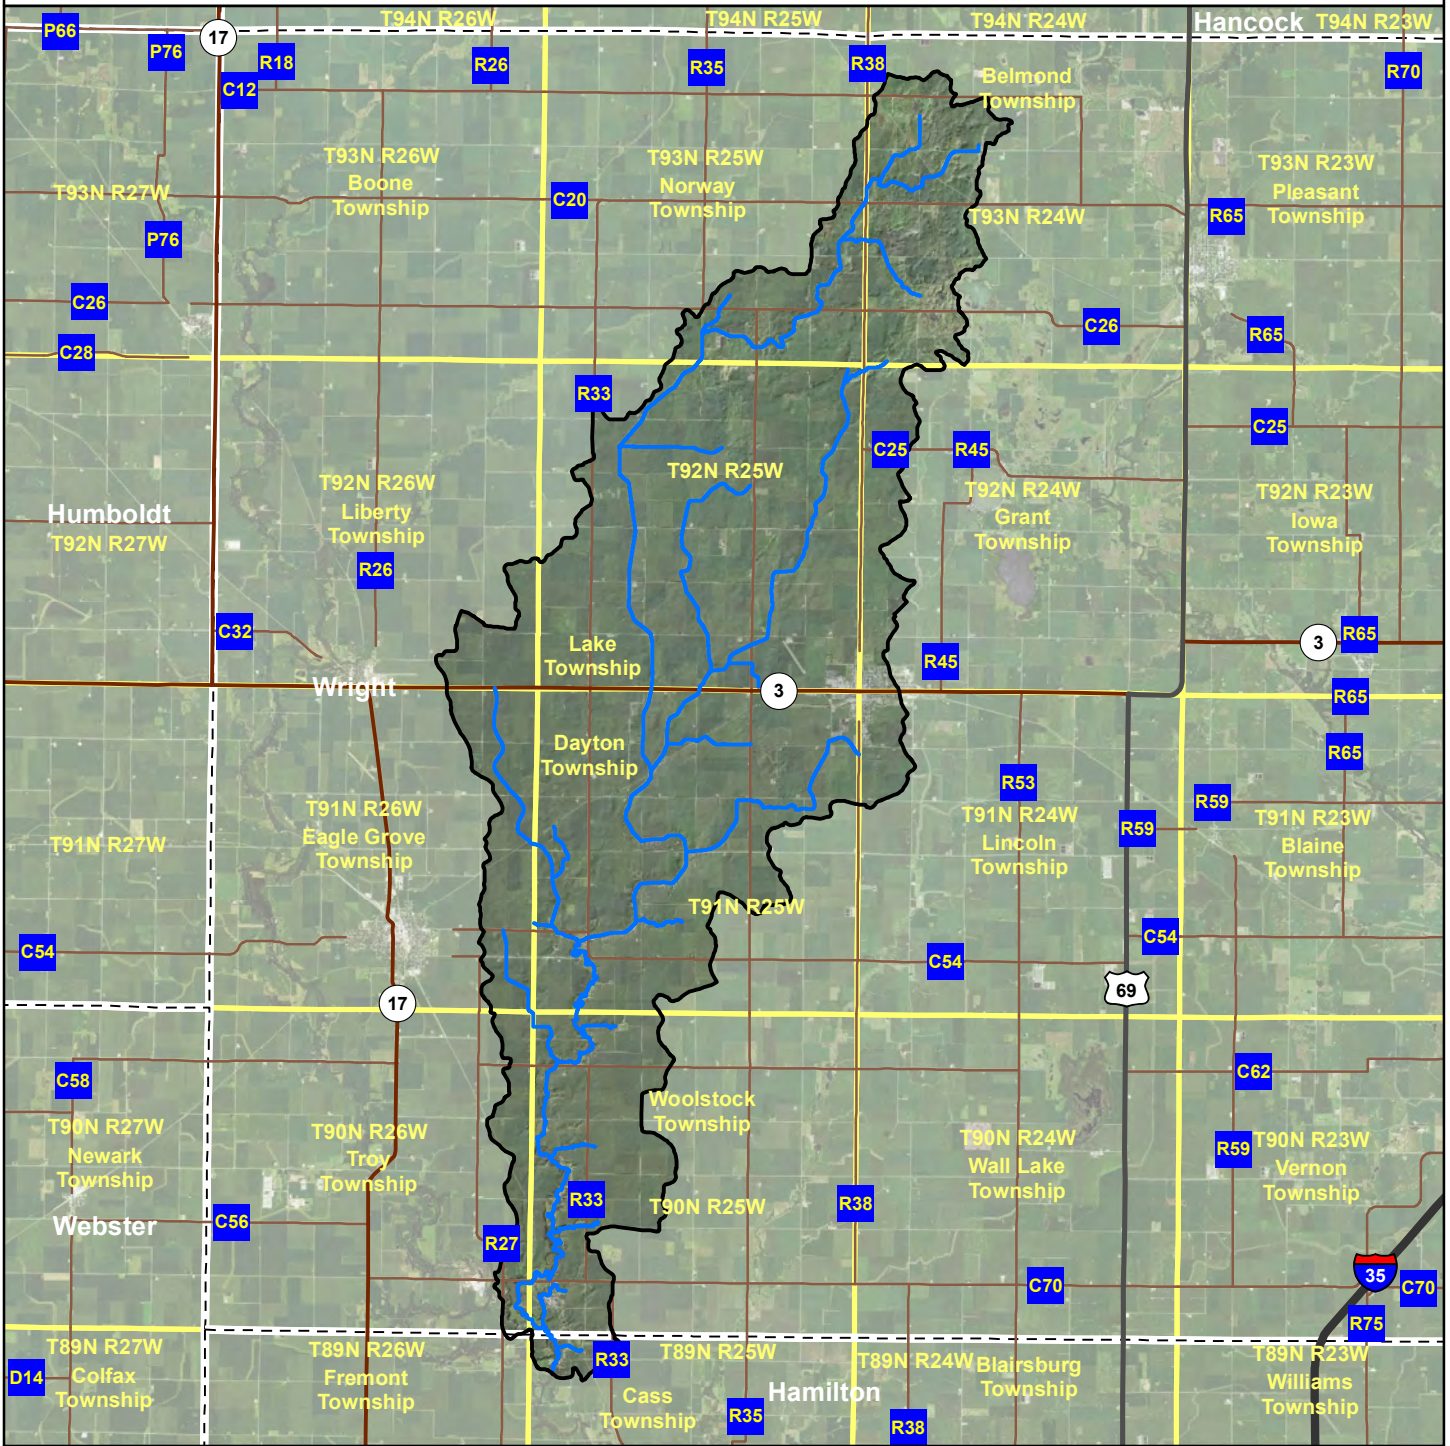 T94N R26W
T94N R25W
T94N R24W
Hancock
T94N R23W
P66
P76
17
R18
C12
R26
R35
R38
R70
Belmond
Township
T93N R27W
T93N R26W
Boone
Township
C20
T93N R25W
Norway
Township
T93N R24W
T93N R23W
Pleasant
Township
R65
P76
C26
C28
C26
R65
R33
C25
R45
C25
T92N R25W
Humboldt
T92N R27W
T92N R26W
Liberty
Township
R26
T92N R24W
Grant
Township
T92N R23W
Iowa
Township
C32
Lake
Township
R45
3
R65
Wright
3
R65
Dayton
Township
R65
R53
R59
T91N R27W
T91N R26W
Eagle Grove
Township
T91N R24W
Lincoln
Township
R59
T91N R23W
Blaine
Township
T91N R25W
C54
C54
C54
69
17
C58
C62
Woolstock
Township
T90N R27W
Newark
Township
T90N R26W
Troy
Township
T90N R24W
Wall Lake
Township
R59
T90N R23W
Vernon
Township
Webster
C56
R33
T90N R25W
R38
R27
C70
35
C70
R75
T89N R27W
Colfax
Township
D14
T89N R26W
Fremont
Township
R33
T89N R25W
Cass
Township
Hamilton
R35
T89N R24W
Blairsburg
Township
R38
T89N R23W
Williams
Township